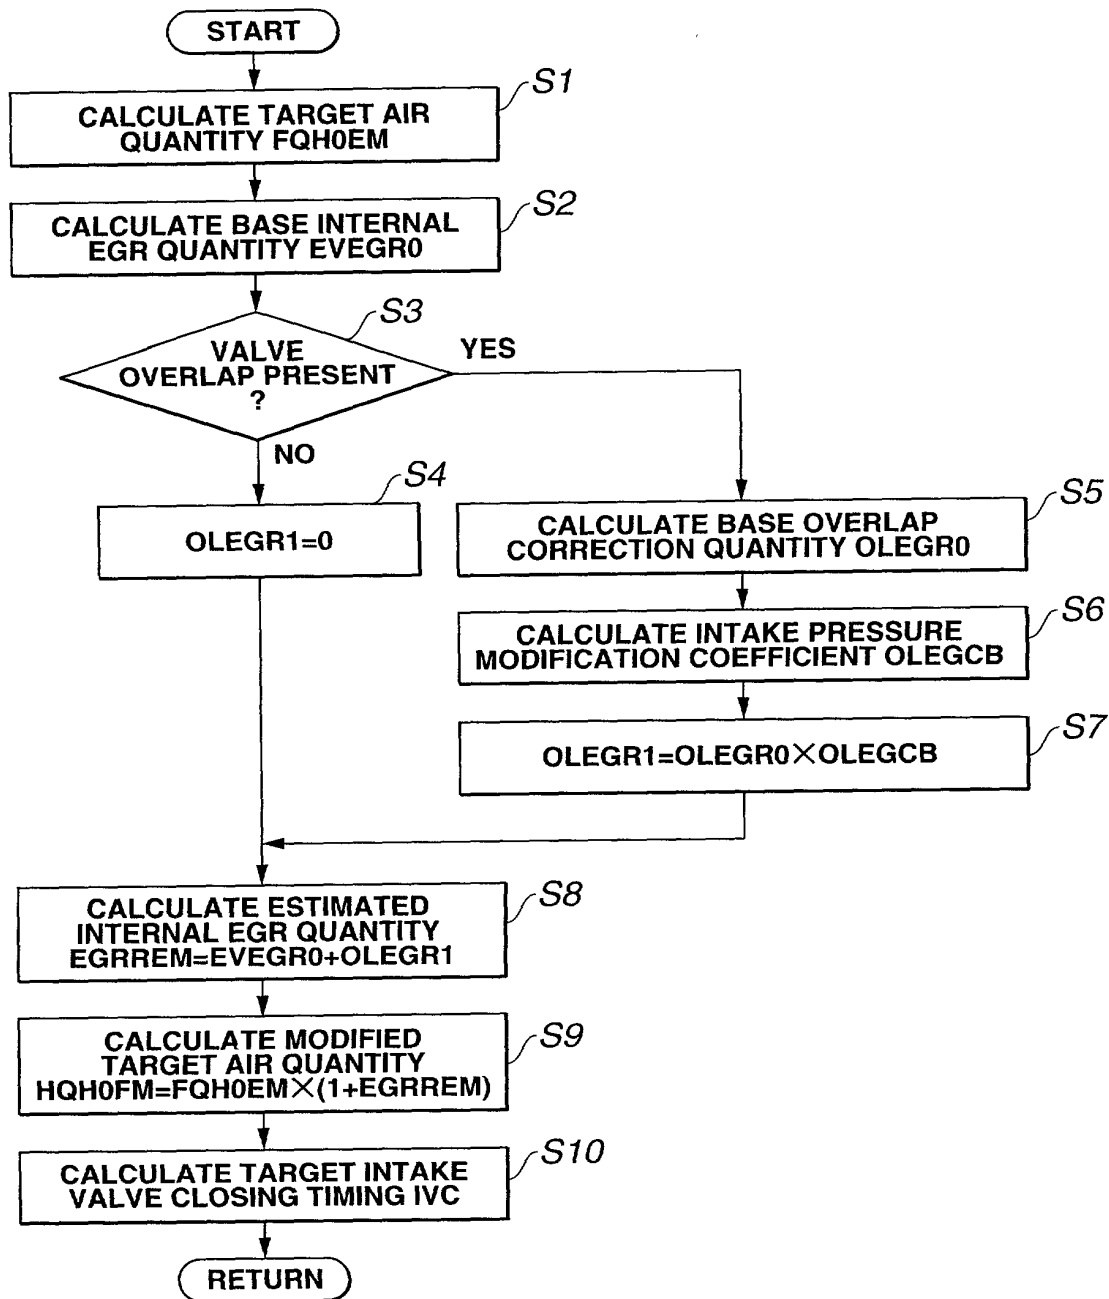 START
S1
CALCULATE TARGET AIR
QUANTITY FQH0EM
S2
CALCULATE BASE INTERNAL
EGR QUANTITY EVEGR0
S3
VALVE
OVERLAP PRESENT
?
YES
NO
S4
OLEGR1=0
S5
CALCULATE BASE OVERLAP
CORRECTION QUANTITY OLEGR0
S6
CALCULATE INTAKE PRESSURE
MODIFICATION COEFFICIENT OLEGCB
S7
OLEGR1=OLEGR0×OLEGCB
S8
CALCULATE ESTIMATED
INTERNAL EGR QUANTITY
EGRREM=EVEGR0+OLEGR1
S9
CALCULATE MODIFIED
TARGET AIR QUANTITY
HQH0FM=FQH0EM×(1+EGRREM)
S10
CALCULATE TARGET INTAKE
VALVE CLOSING TIMING IVC
RETURN